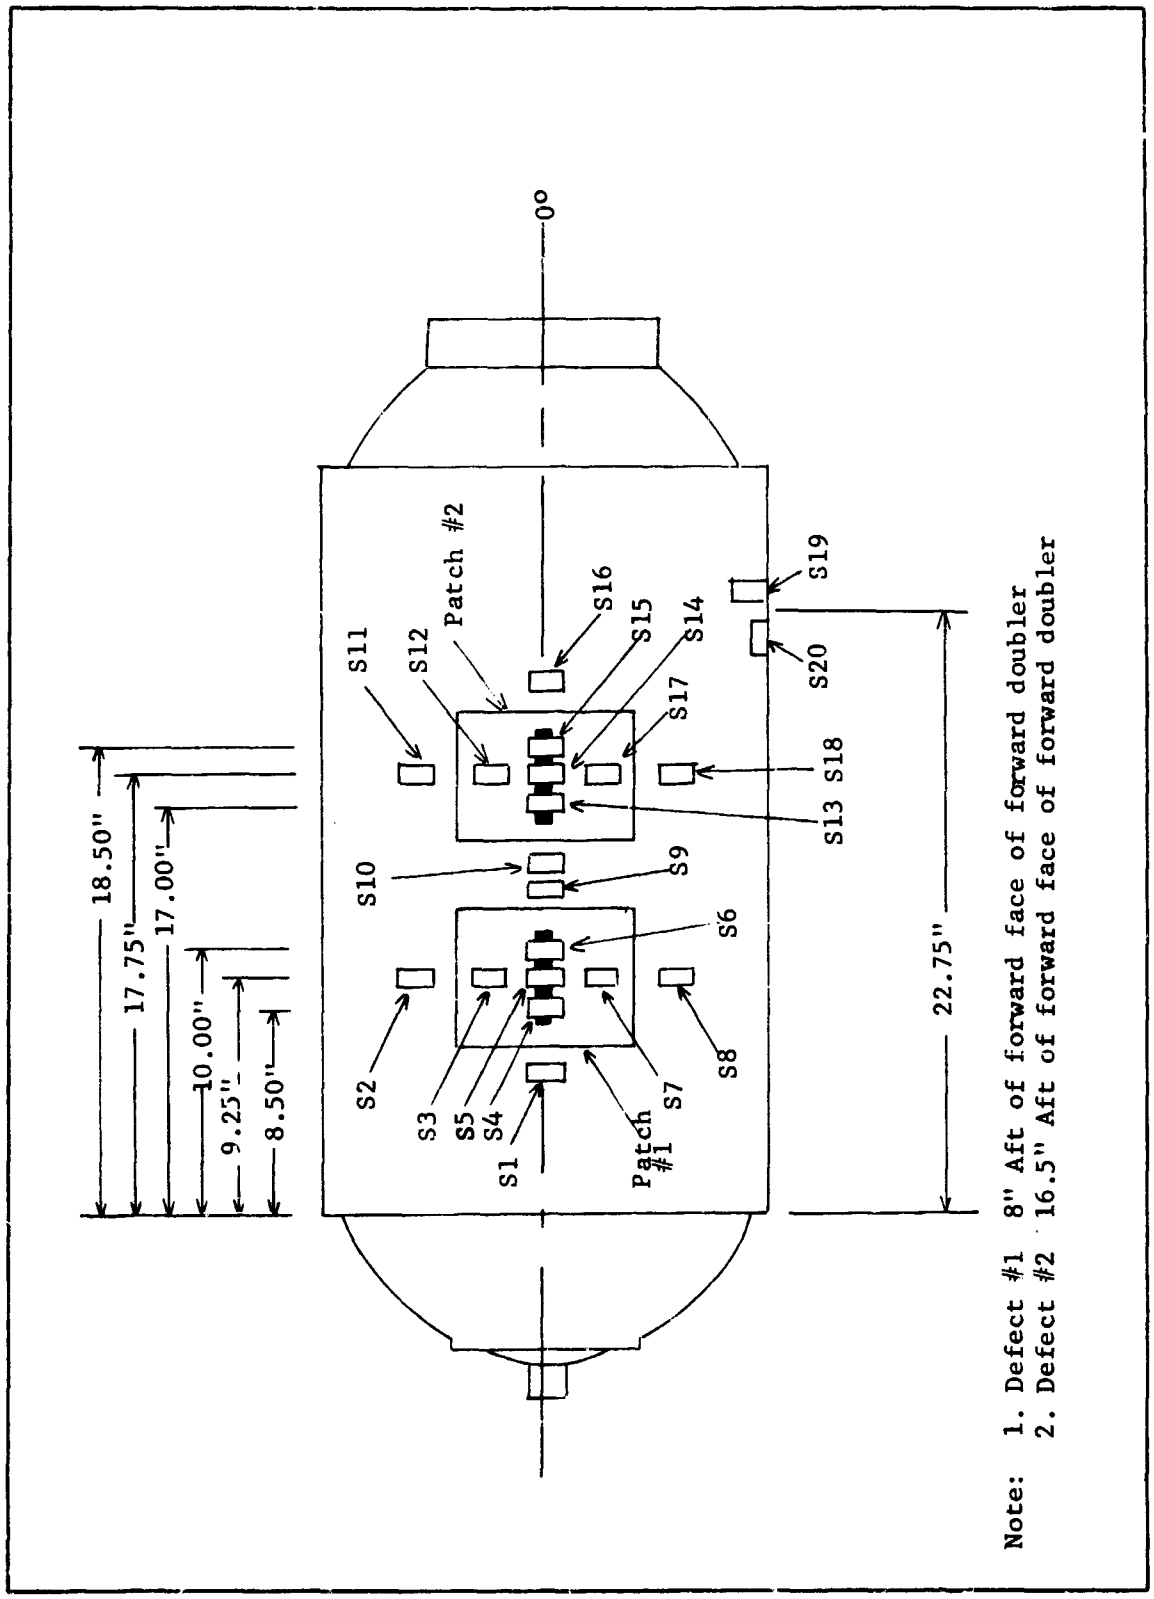 18.50"
17.75"
17.00"
10.00"
9.25"
8.50"
S2
S10
S11
S3
S12
Patch #2
S5
S4
S1
0°
S16
S15
Patch
#1
S7
S9
S17
S14
S8
S6
S13
S18
S20
S19
22.75"
Note: 1. Defect #1 8" Aft of forward face of forward doubler
2. Defect #2 16.5" Aft of forward face of forward doubler